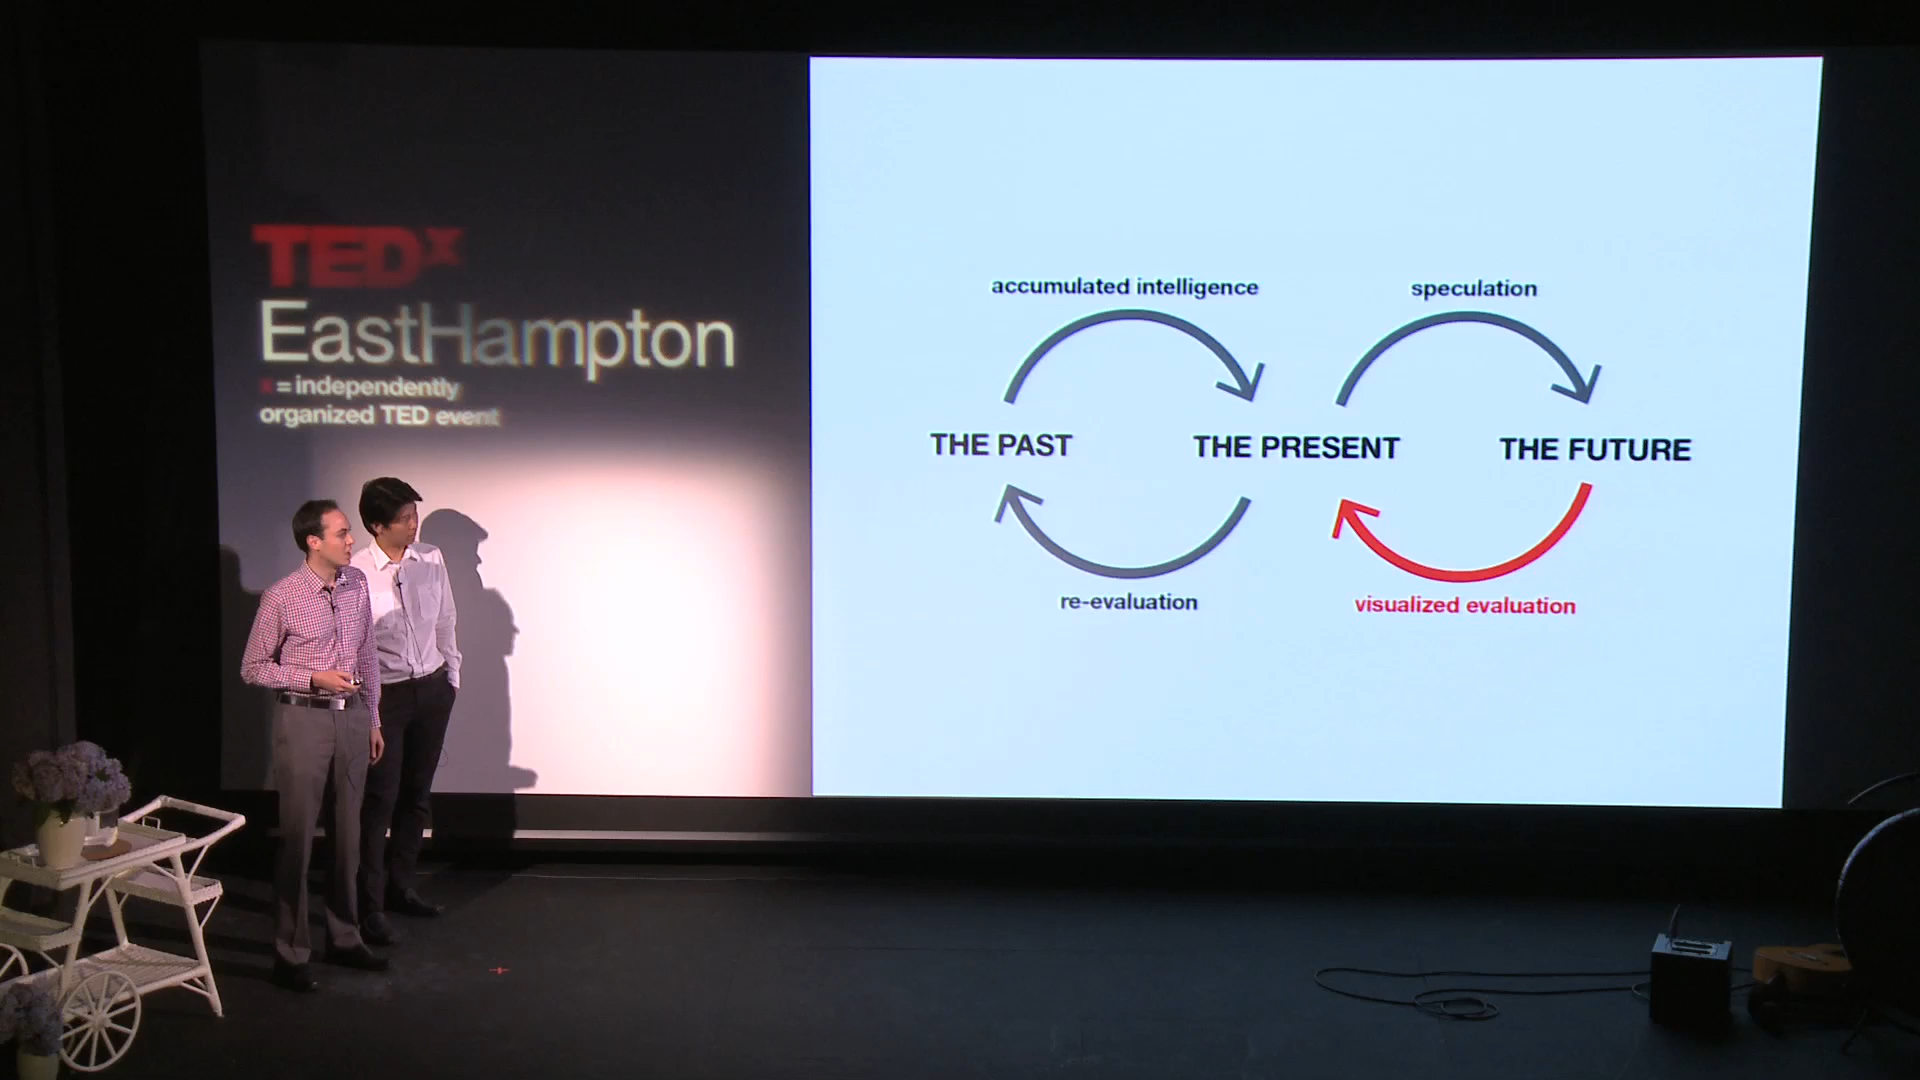 TEDx
EastHampton
x = independently
organized TED event
accumulated intelligence
speculation
THE PAST
THE PRESENT
THE FUTURE
re-evaluation
visualized evaluation